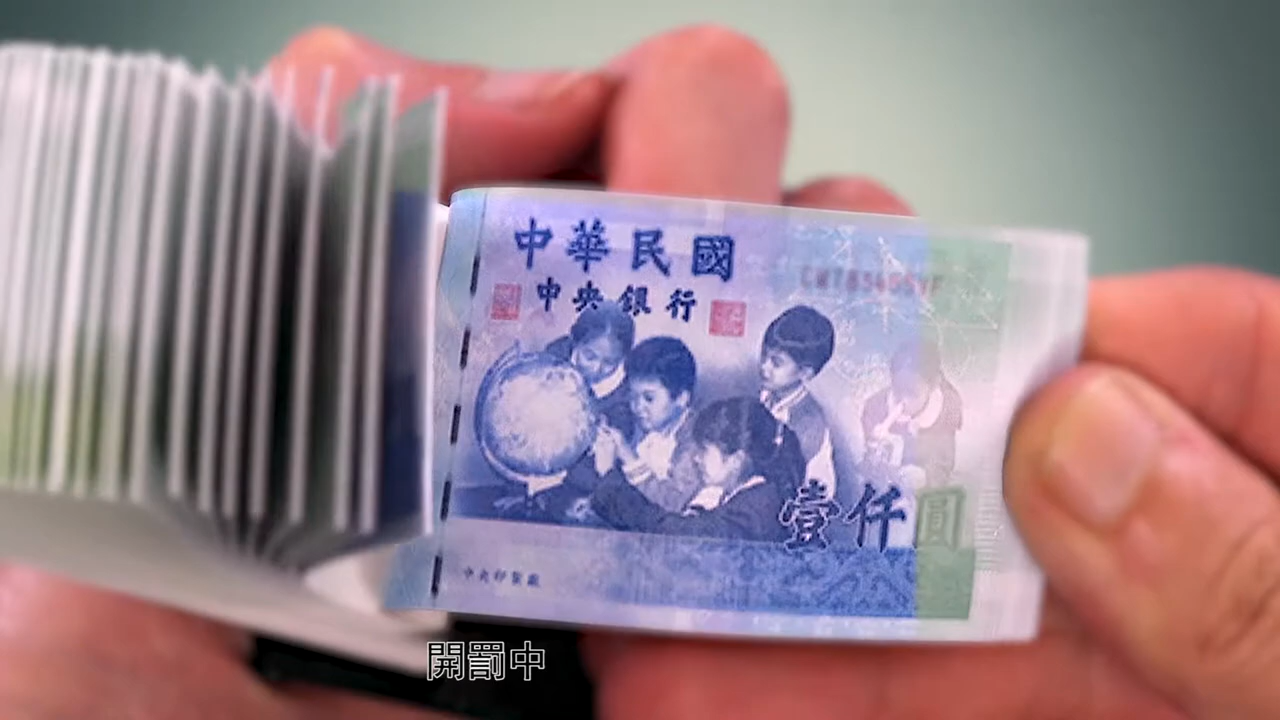 中華民國
中央銀行
壹仟圓
中央印製廠
開罰中